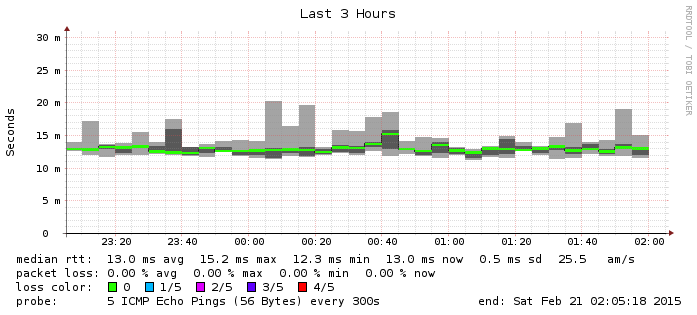 Last 3 Hours
RRDTOOL / TOBI OETIKER
Seconds
30 m
25 m
20 m
15 m
10 m
5 m
0
23:20 23:40 00:00 00:20 00:40 01:00 01:20 01:40 02:00
median rtt: 13.0 ms avg 15.2 ms max 12.3 ms min 13.0 ms now 0.5 ms sd 25.5 am/s
packet loss: 0.00 % avg 0.00 % max 0.00 % min 0.00 % now
loss color: 0 1/5 2/5 3/5 4/5
probe: 5 ICMP Echo Pings (56 Bytes) every 300s end: Sat Feb 21 02:05:18 2015